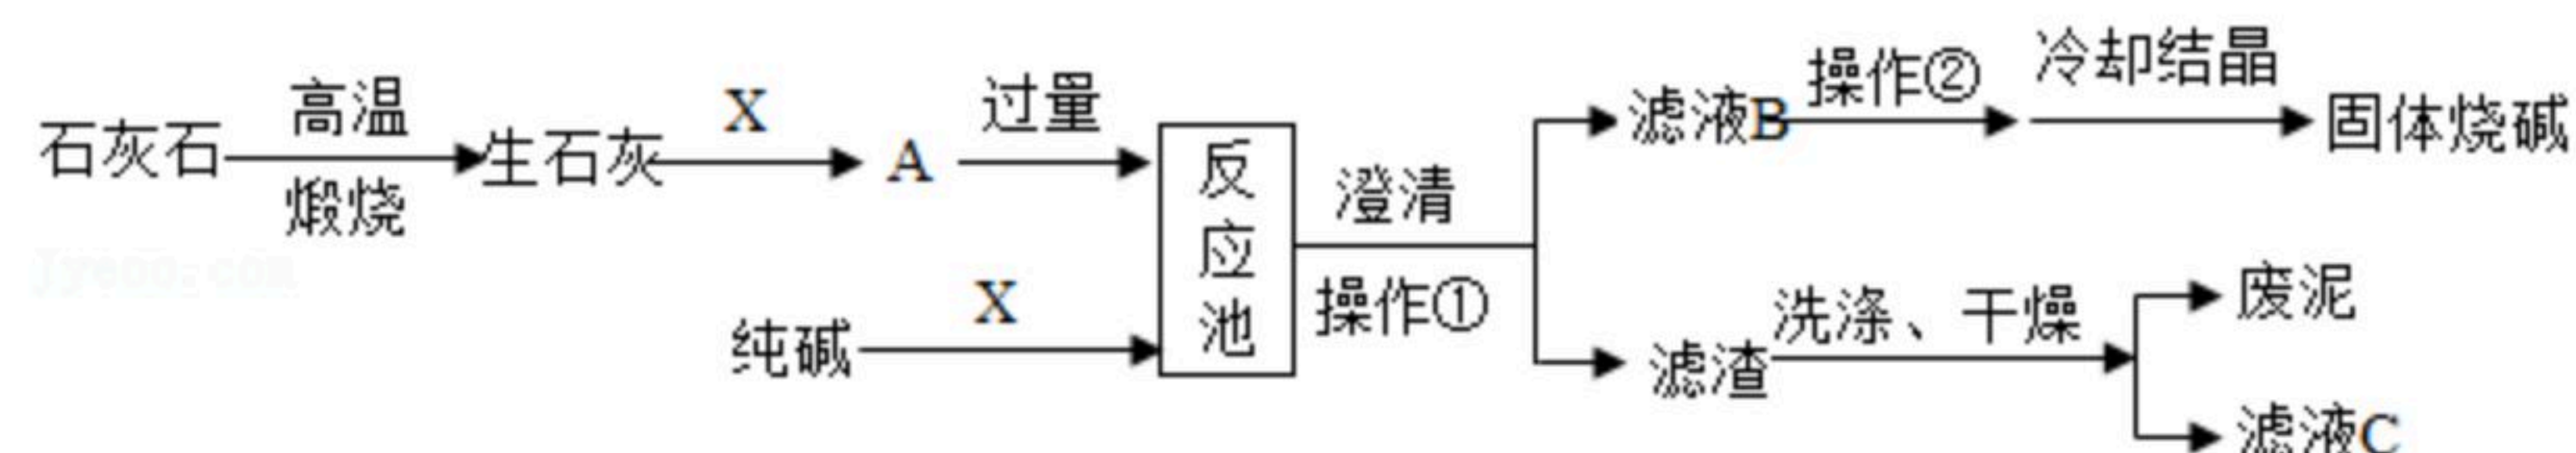 石灰石
高温
煅烧
生石灰
X
A
过量
纯碱
X
反应池
澄清
操作①
滤液B
操作②
冷却结晶
固体烧碱
滤渣
洗涤、干燥
废泥
滤液C
Jyeoo.com